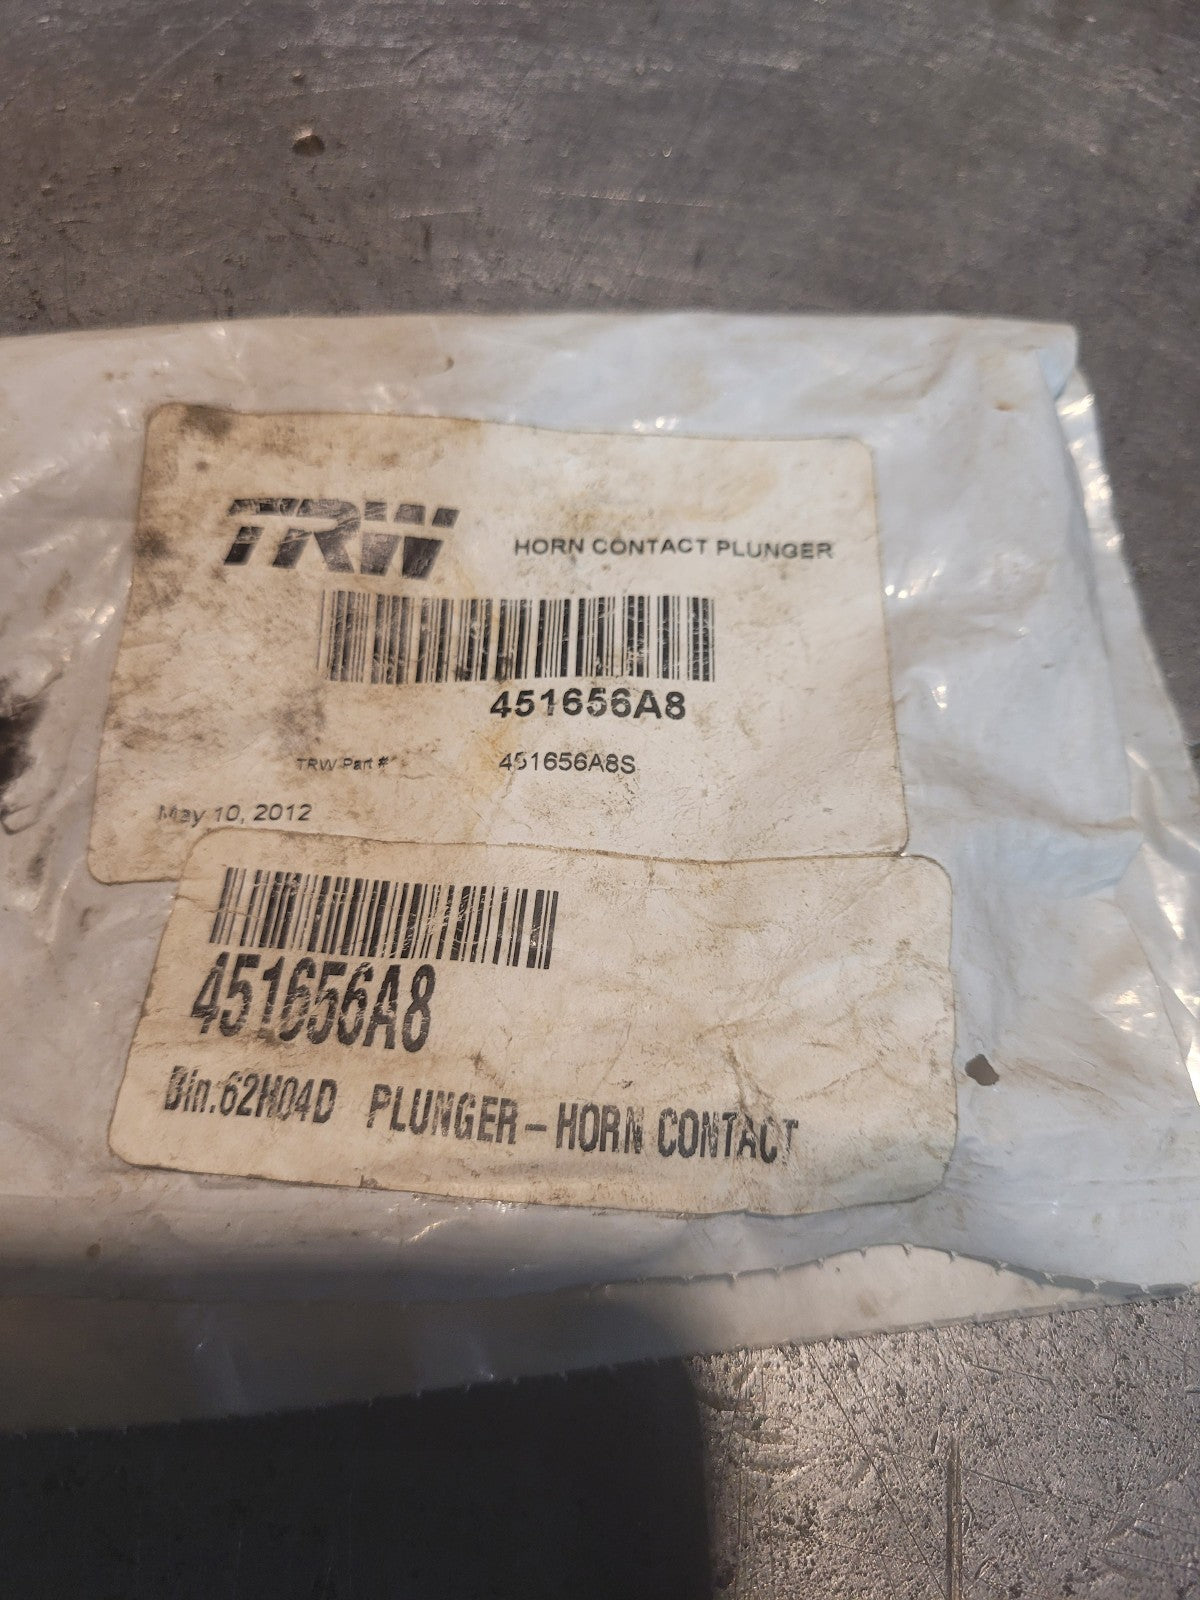 TRW HORN CONTACT PLUNGER
451656A8
TRW Part # 451656A8S
May 10, 2012
451656A8
Bin.62H04D PLUNGER-HORN CONTACT